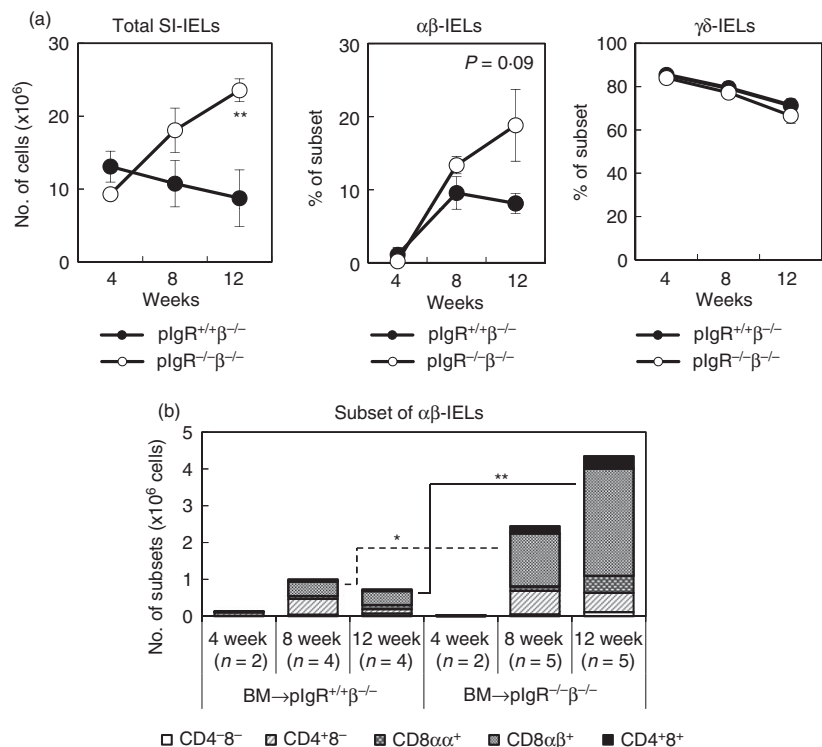 (a)
Total SI-IELs
No. of cells (x10⁶)
30
20
10
0
4 8 12
Weeks
pIgR⁺/⁺β⁻/⁻
pIgR⁻/⁻β⁻/⁻
**
αβ-IELs
% of subset
30
20
10
0
P = 0·09
4 8 12
Weeks
pIgR⁺/⁺β⁻/⁻
pIgR⁻/⁻β⁻/⁻
γδ-IELs
% of subset
100
80
60
40
20
0
4 8 12
Weeks
pIgR⁺/⁺β⁻/⁻
pIgR⁻/⁻β⁻/⁻
(b)
Subset of αβ-IELs
No. of subsets (x10⁶ cells)
5
4
3
2
1
0
*
**
4 week 8 week 12 week 4 week 8 week 12 week
(n = 2) (n = 4) (n = 4) (n = 2) (n = 5) (n = 5)
BM→pIgR⁺/⁺β⁻/⁻ BM→pIgR⁻/⁻β⁻/⁻
CD4⁻8⁻ CD4⁺8⁻ CD8αα⁺ CD8αβ⁺ CD4⁺8⁺